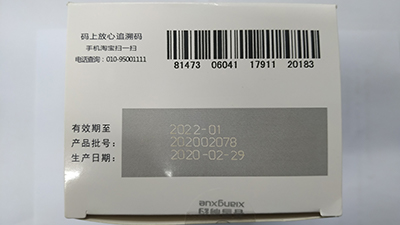 码上放心追溯码
手机淘宝扫一扫
电话查询：010-95001111
81473 06041 17911 20183
有效期至 2022-01
产品批号： 202002078
生产日期： 2020-02-29
xiangxue